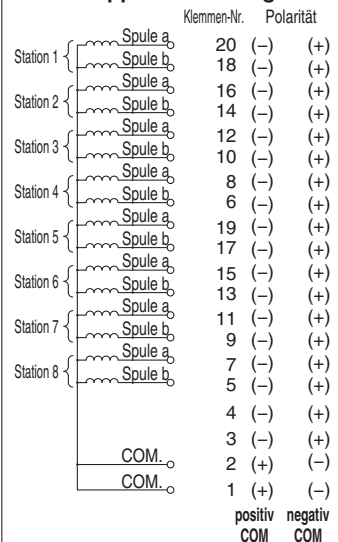 Klemmen-Nr. Polarität
Station 1 { Spule a 20 (–) (+)
Spule b 18 (–) (+)
Station 2 { Spule a 16 (–) (+)
Spule b 14 (–) (+)
Station 3 { Spule a 12 (–) (+)
Spule b 10 (–) (+)
Station 4 { Spule a 8 (–) (+)
Spule b 6 (–) (+)
Station 5 { Spule a 19 (–) (+)
Spule b 17 (–) (+)
Station 6 { Spule a 15 (–) (+)
Spule b 13 (–) (+)
Station 7 { Spule a 11 (–) (+)
Spule b 9 (–) (+)
Station 8 { Spule a 7 (–) (+)
Spule b 5 (–) (+)
4 (–) (+)
3 (–) (+)
COM. 2 (+) (–)
COM. 1 (+) (–)
positiv negativ
COM COM